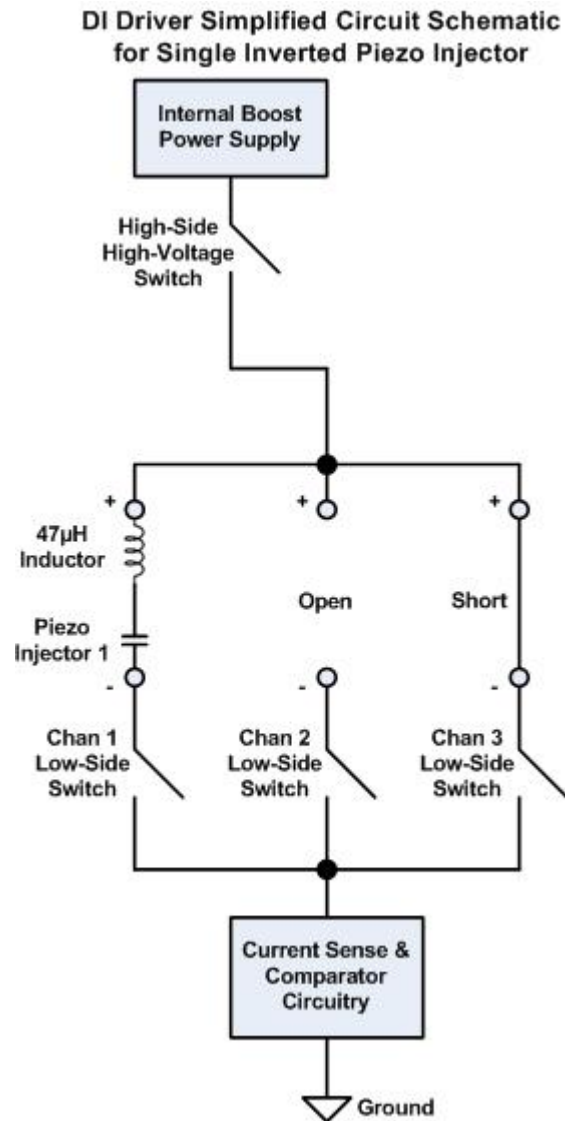 DI Driver Simplified Circuit Schematic
for Single Inverted Piezo Injector
Internal Boost
Power Supply
High-Side
High-Voltage
Switch
+ + +
47µH
Inductor
Open Short
Piezo
Injector 1
- - -
Chan 1 Chan 2 Chan 3
Low-Side Low-Side Low-Side
Switch Switch Switch
Current Sense &
Comparator
Circuitry
Ground